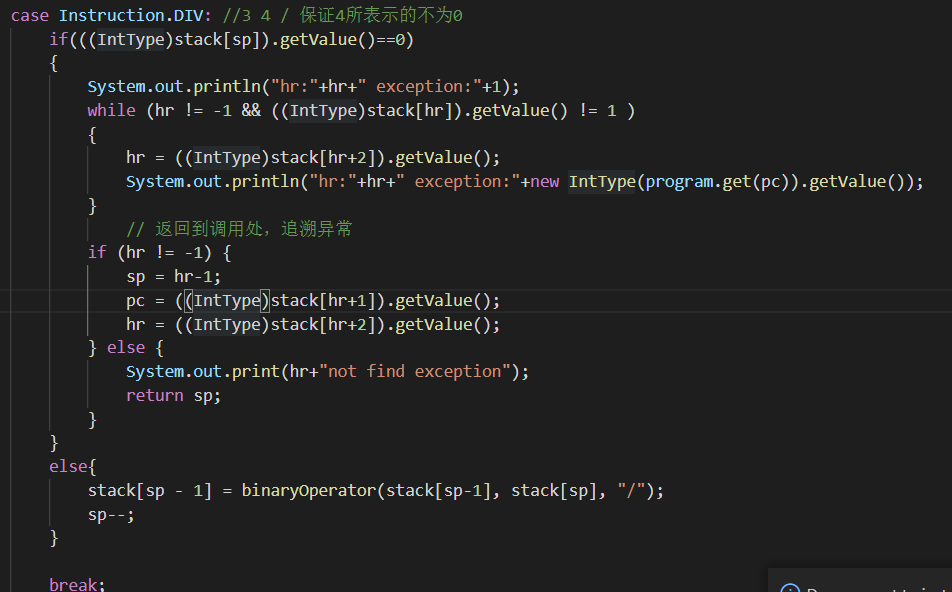 case Instruction.DIV: //3 4 / 保证4所表示的不为0
if(((IntType)stack[sp]).getValue()==0)
{
System.out.println("hr:"+hr+" exception:"+1);
while (hr != -1 && ((IntType)stack[hr]).getValue() != 1 )
{
hr = ((IntType)stack[hr+2]).getValue();
System.out.println("hr:"+hr+" exception:"+new IntType(program.get(pc)).getValue());
}
// 返回到调用处，追溯异常
if (hr != -1) {
sp = hr-1;
pc = ((IntType)stack[hr+1]).getValue();
hr = ((IntType)stack[hr+2]).getValue();
} else {
System.out.print(hr+"not find exception");
return sp;
}
}
else{
stack[sp - 1] = binaryOperator(stack[sp-1], stack[sp], "/");
sp--;
}
break;